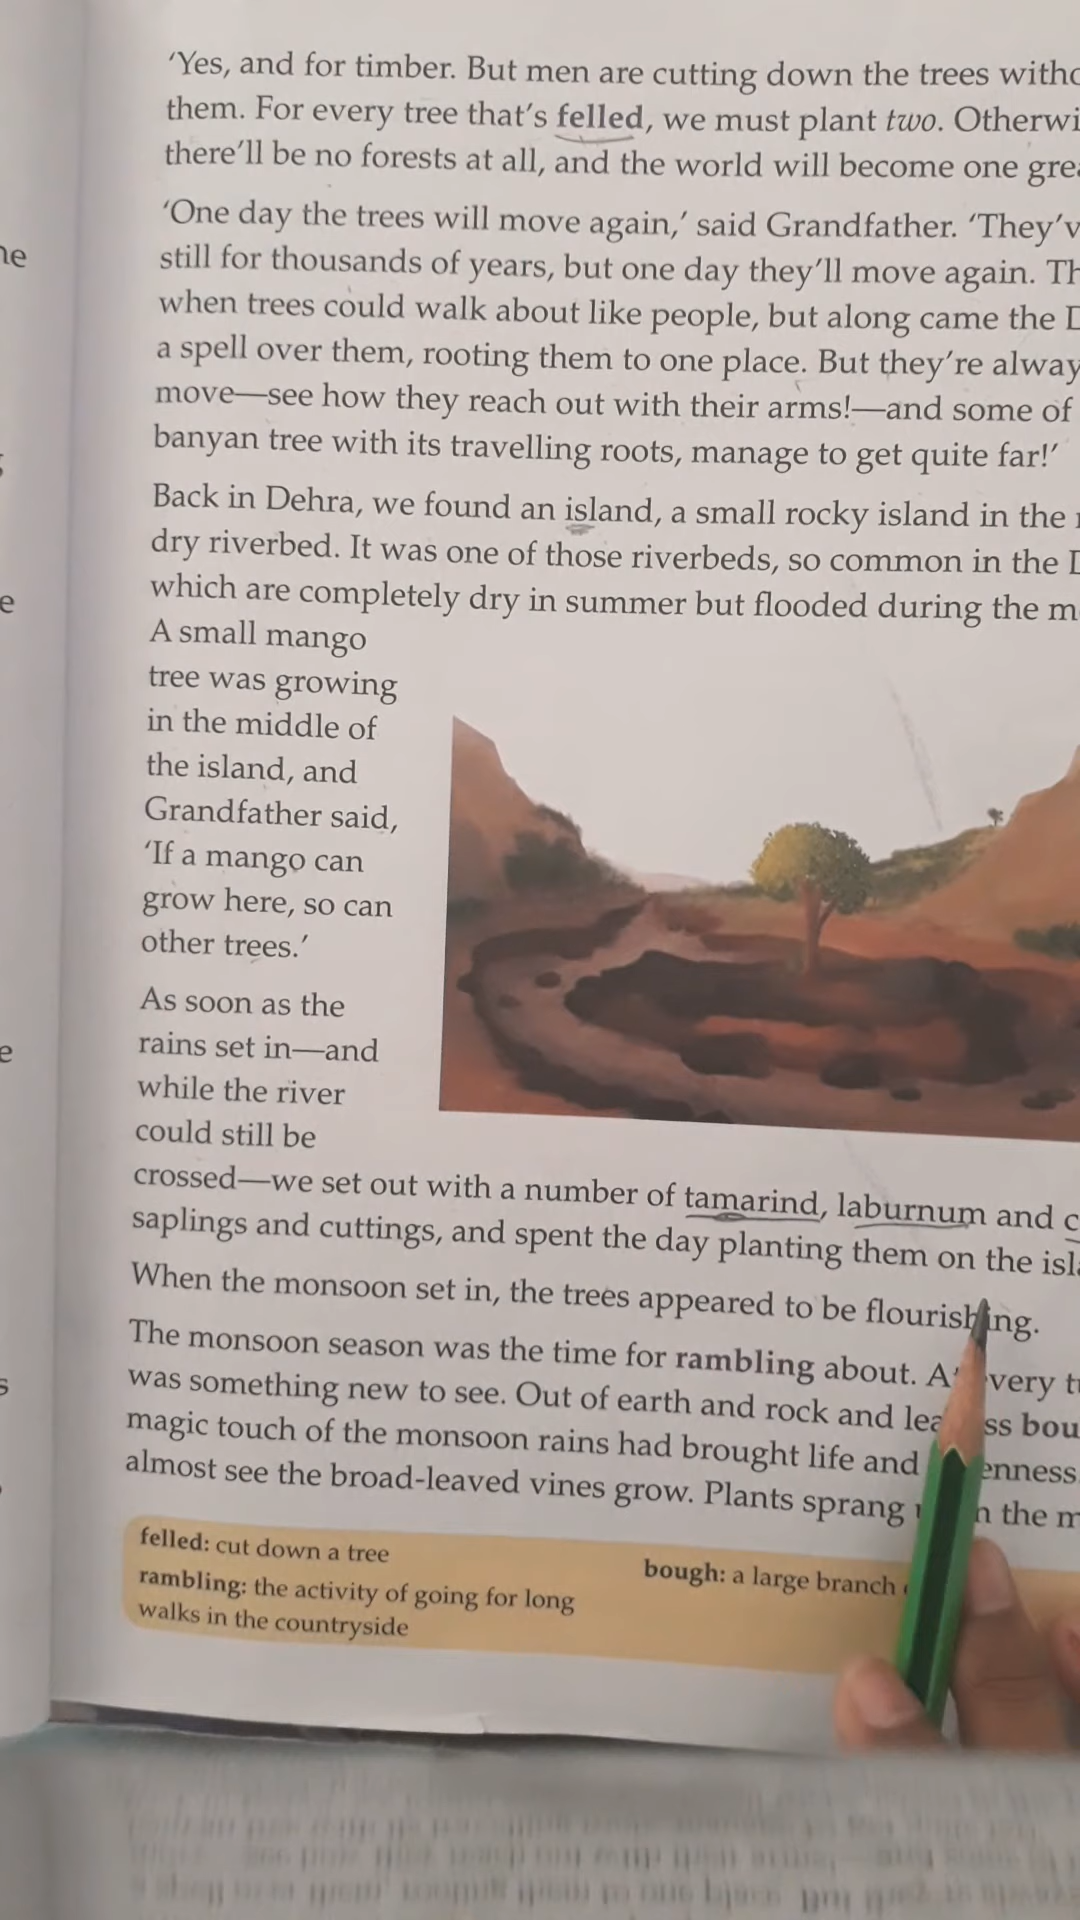 'Yes, and for timber. But men are cutting down the trees
them. For every tree that's felled, we must plant two.
there'll be no forests at all, and the world will become one
'One day the trees will move again,' said Grandfather.
still for thousands of years, but one day they'll move again.
when trees could walk about like people, but along came the
a spell over them, rooting them to one place. But they're
move—see how they reach out with their arms!—and some of
banyan tree with its travelling roots, manage to get quite far!'
Back in Dehra, we found an island, a small rocky island in the
dry riverbed. It was one of those riverbeds, so common in the
which are completely dry in summer but flooded during the
A small mango
tree was growing
in the middle of
the island, and
Grandfather said,
'If a mango can
grow here, so can
other trees.'
As soon as the
rains set in—and
while the river
could still be
crossed—we set out with a number of tamarind, laburnum and
saplings and cuttings, and spent the day planting them on the
When the monsoon set in, the trees appeared to be flourishing.
The monsoon season was the time for rambling about.
was something new to see. Out of earth and rock and
magic touch of the monsoon rains had brought life and
almost see the broad-leaved vines grow. Plants sprang the
felled: cut down a tree
rambling: the activity of going for long
walks in the countryside
bough: a large branch